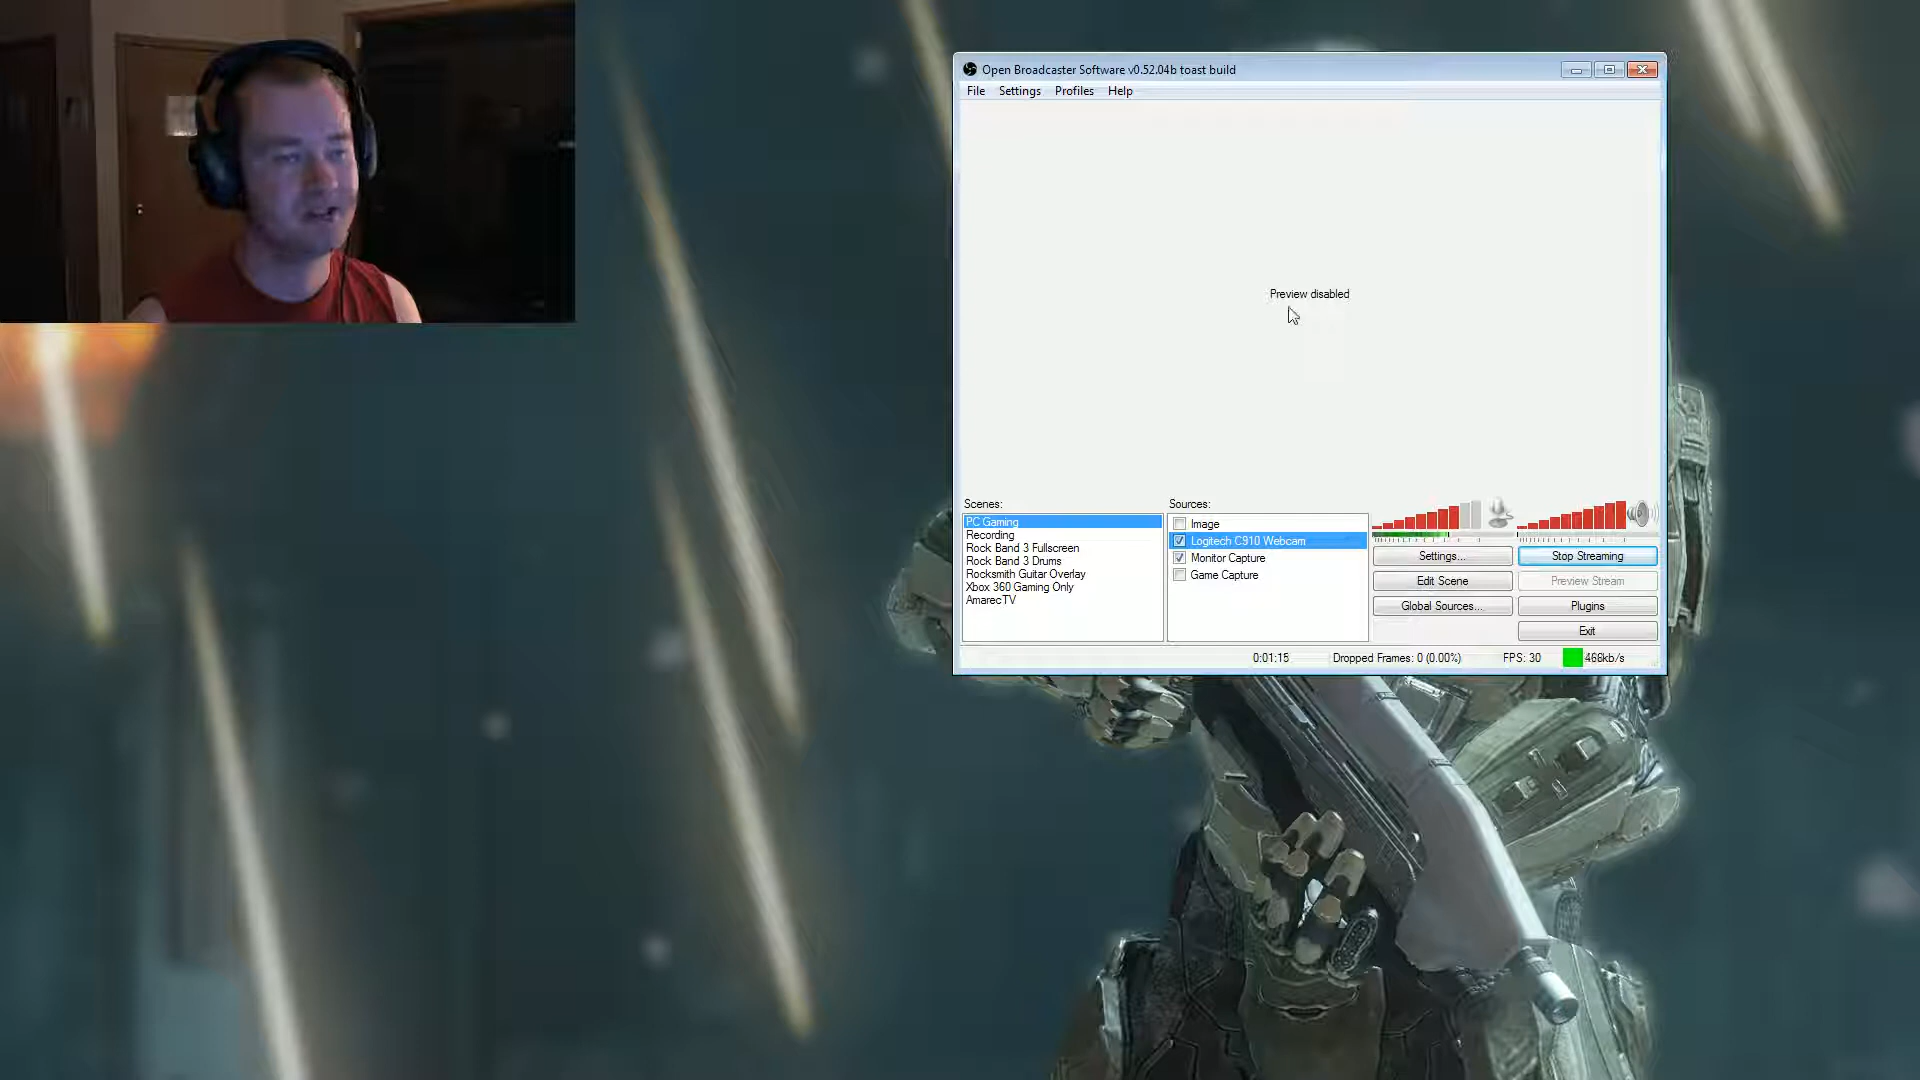 Open Broadcaster Software v0.52.04b toast build
File Settings Profiles Help
Preview disabled
Scenes:
PC Gaming
Recording
Rock Band 3 Fullscreen
Rock Band 3 Drums
Rocksmith Guitar Overlay
Xbox 360 Gaming Only
AmarecTV
Sources:
Image
Logitech C910 Webcam
Monitor Capture
Game Capture
Settings...
Stop Streaming
Edit Scene
Preview Stream
Global Sources...
Plugins
Exit
0:01:15 Dropped Frames: 0 (0.00%) FPS: 30 466kb/s